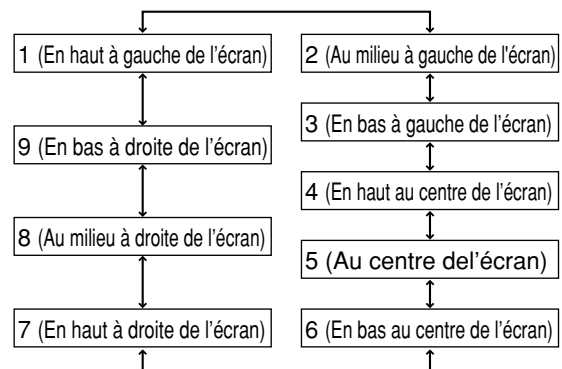 1 (En haut à gauche de l'écran)
2 (Au milieu à gauche de l'écran)
3 (En bas à gauche de l'écran)
4 (En haut au centre de l'écran)
5 (Au centre del'écran)
6 (En bas au centre de l'écran)
7 (En haut à droite de l'écran)
8 (Au milieu à droite de l'écran)
9 (En bas à droite de l'écran)